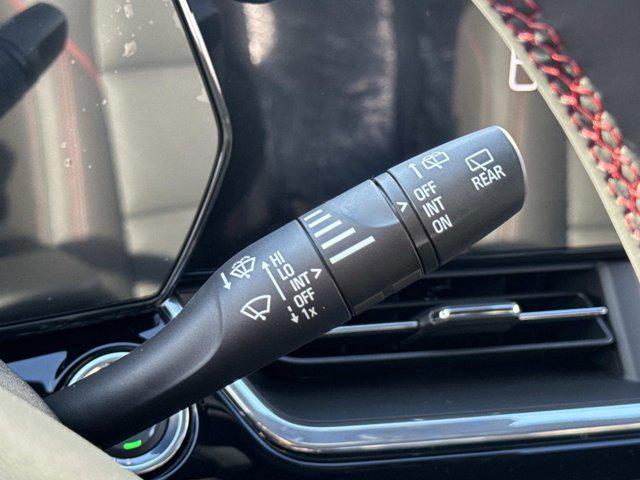 HI
LO
INT >
OFF
1x
OFF
> INT
ON
REAR